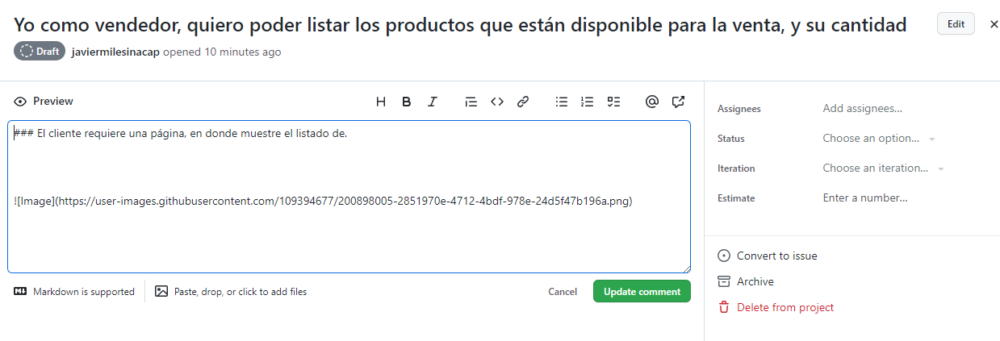 Yo como vendedor, quiero poder listar los productos que están disponible para la venta, y su cantidad
Edit
Draft
javiermilesinacap opened 10 minutes ago
Preview
### El cliente requiere una página, en donde muestre el listado de.
![Image](https://user-images.githubusercontent.com/109394677/200898005-2851970e-4712-4bdf-978e-24d5f47b196a.png)
Markdown is supported
Paste, drop, or click to add files
Cancel
Update comment
Assignees
Add assignees...
Status
Choose an option...
Iteration
Choose an iteration...
Estimate
Enter a number...
Convert to issue
Archive
Delete from project